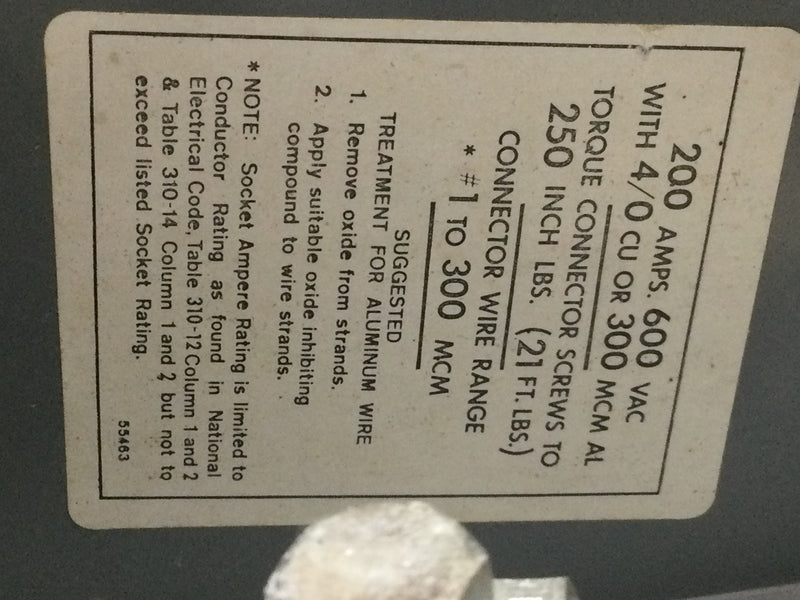 200 AMPS. 600 VAC
WITH 4/0 CU OR 300 MCM AL
TORQUE CONNECTOR SCREWS TO
250 INCH LBS. (21 FT. LBS.)
CONNECTOR WIRE RANGE
* #1 TO 300 MCM
SUGGESTED
TREATMENT FOR ALUMINUM WIRE
1. Remove oxide from strands.
2. Apply suitable oxide inhibiting
compound to wire strands.
* NOTE: Socket Ampere Rating is limited to
Conductor Rating as found in National
Electrical Code, Table 310-12 Column 1 and 2
& Table 310-14 Column 1 and 2 but not to
exceed listed Socket Rating.
55463